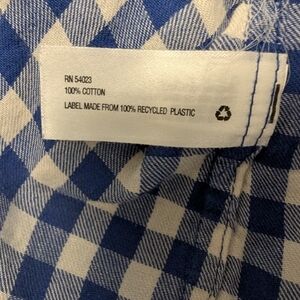 RN 54023
100% COTTON
LABEL MADE FROM 100% RECYCLED PLASTIC